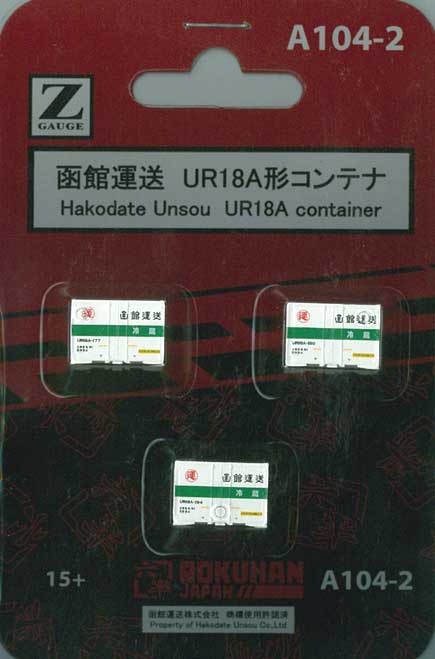 A104-2
Z
GAUGE
函館運送 UR18A形コンテナ
Hakodate Unsou UR18A container
函館運送
冷蔵
UR18A-177
函館運送
冷蔵
函館運送
冷蔵
15+
ROKUHAN
JAPAN
A104-2
函館運送株式会社 商標使用許諾済
Property of Hakodate Unsou Co,Ltd